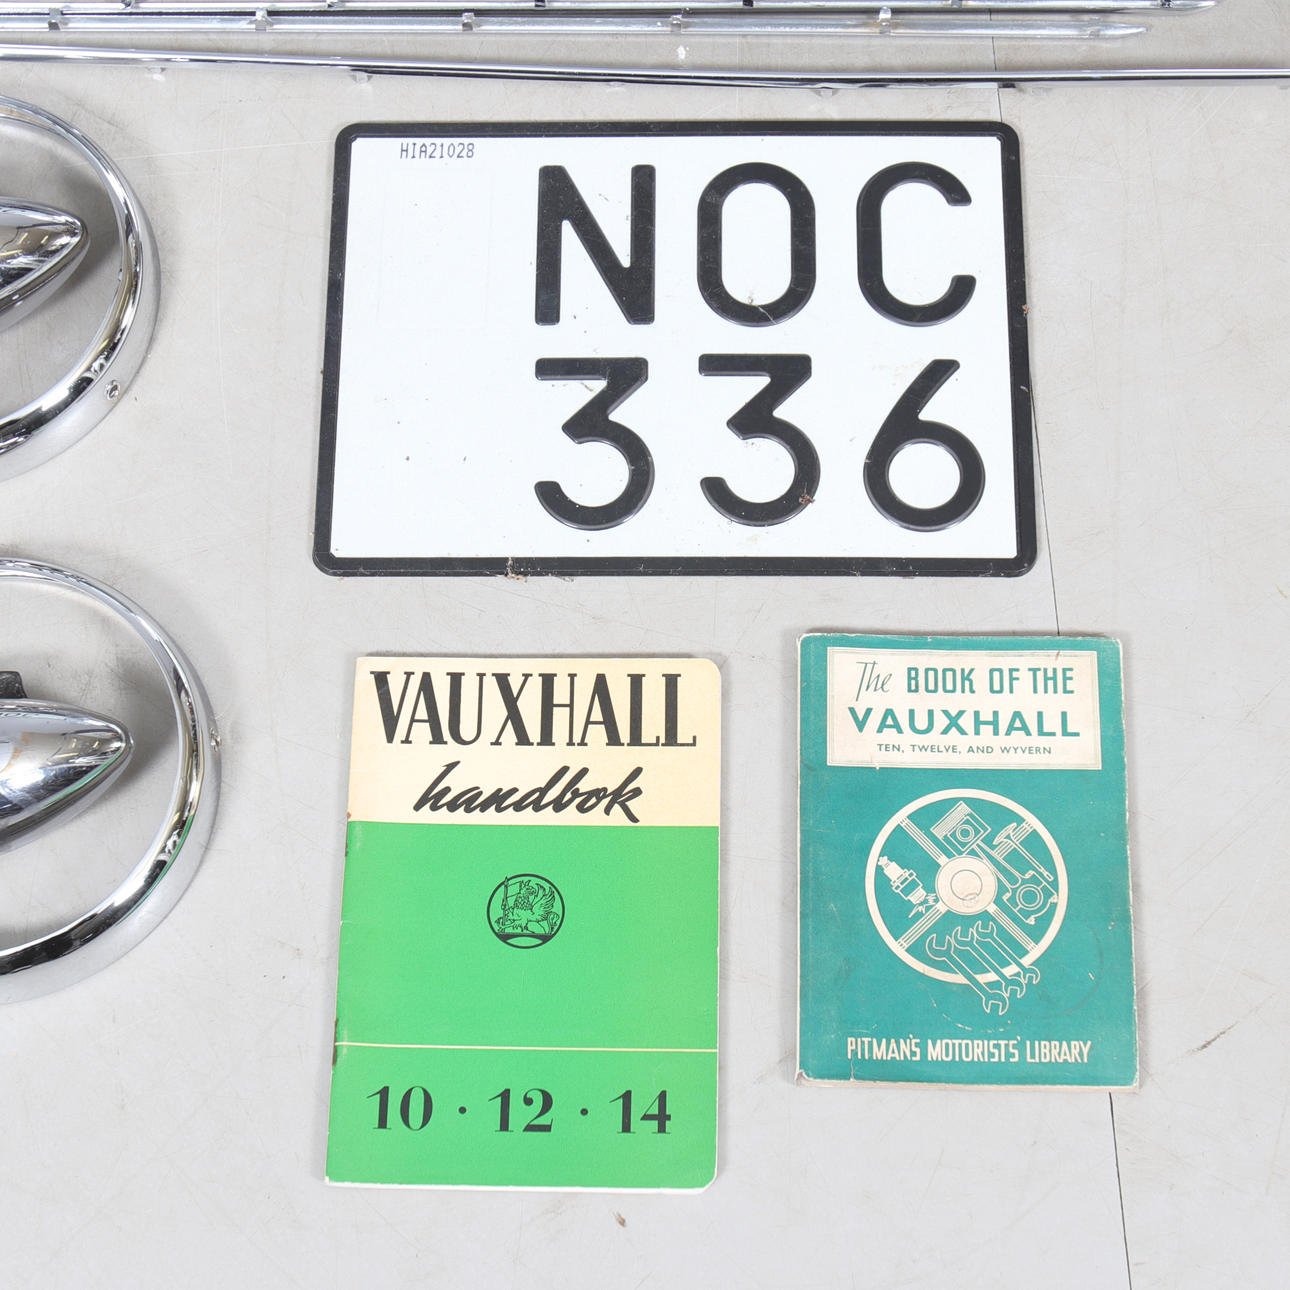 HIA21028
NOC
336
VAUXHALL
handbok
10 · 12 · 14
The BOOK OF THE
VAUXHALL
TEN, TWELVE, AND WYVERN
PITMAN'S MOTORISTS' LIBRARY